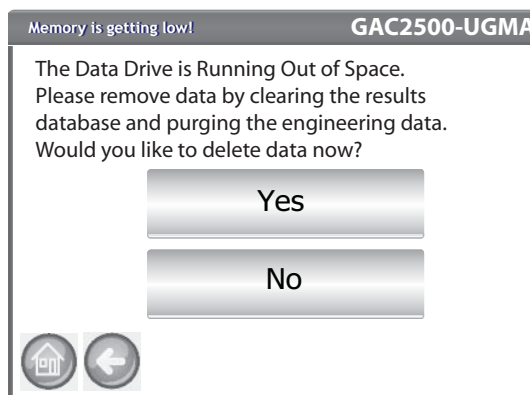 Memory is getting low! GAC2500-UGMA
The Data Drive is Running Out of Space.
Please remove data by clearing the results
database and purging the engineering data.
Would you like to delete data now?
Yes
No